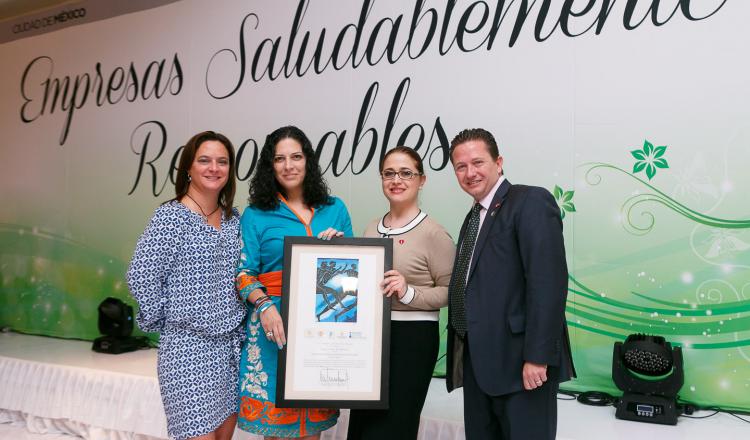 CIUDAD DE MÉXICO
Empresas Saludablemente
Responsables